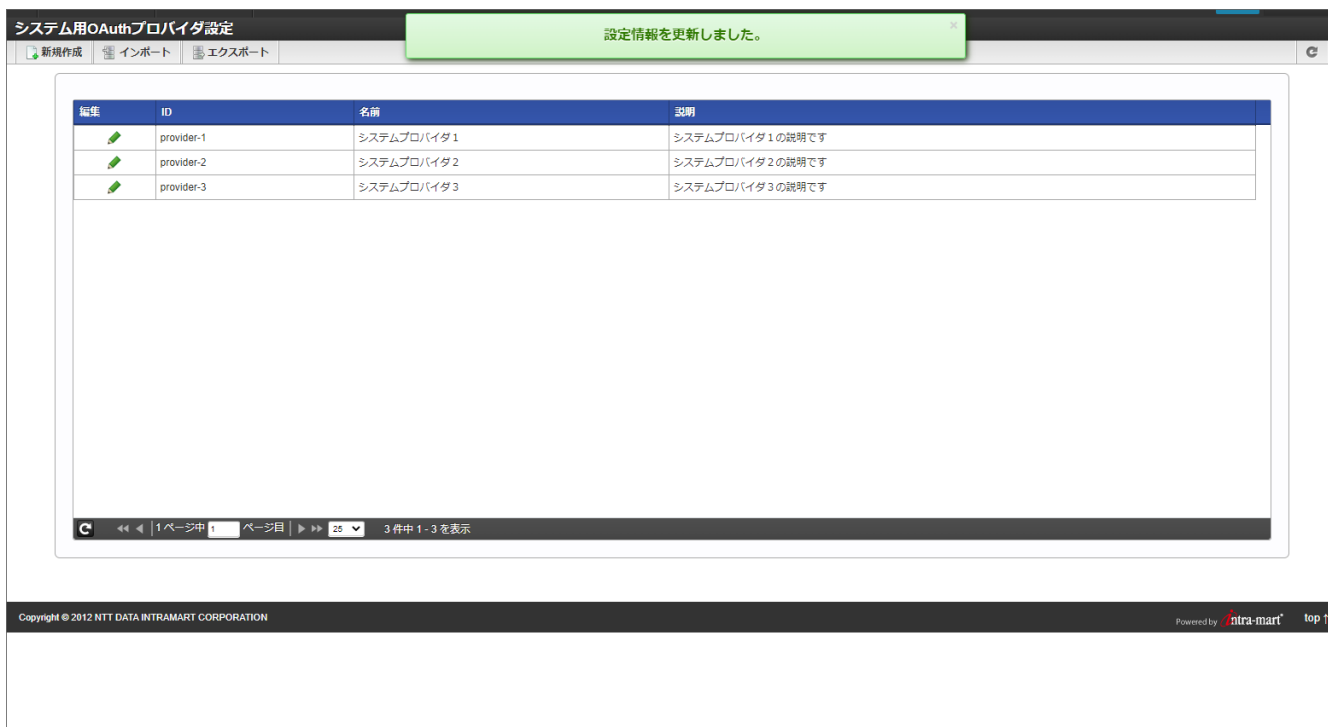 システム用OAuthプロバイダ設定
設定情報を更新しました。
×
新規作成 インポート エクスポート
編集 ID 名前 説明
provider-1 システムプロバイダ１ システムプロバイダ１の説明です
provider-2 システムプロバイダ２ システムプロバイダ２の説明です
provider-3 システムプロバイダ３ システムプロバイダ３の説明です
1 ページ中 1 ページ目 25 3 件中 1 - 3 を表示
Copyright © 2012 NTT DATA INTRAMART CORPORATION
Powered by intra-mart® top ↑